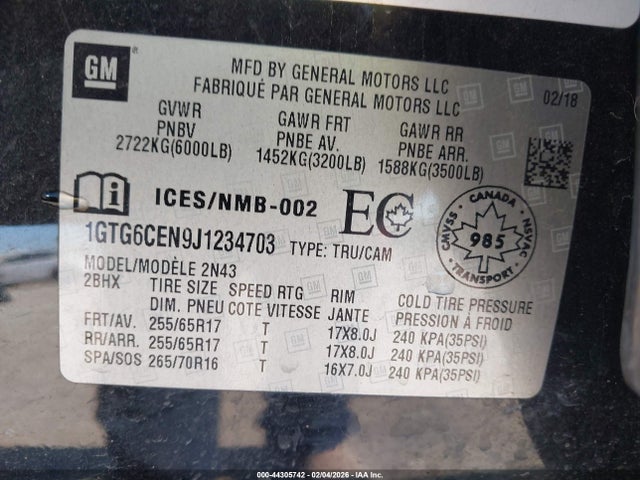 GM
MFD BY GENERAL MOTORS LLC
FABRIQUÉ PAR GENERAL MOTORS LLC
02/18
GVWR GAWR FRT GAWR RR
PNBV PNBE AV. PNBE ARR.
2722KG(6000LB) 1452KG(3200LB) 1588KG(3500LB)
ICES/NMB-002 EC
CANADA
CMVSS 985 NSVAC
TRANSPORT
1GTG6CEN9J1234703 TYPE: TRU/CAM
MODEL/MODÈLE 2N43
2BHX TIRE SIZE SPEED RTG RIM COLD TIRE PRESSURE
DIM. PNEU COTE VITESSE JANTE PRESSION À FROID
FRT/AV. 255/65R17 T 17X8.0J 240 KPA(35PSI)
RR/ARR. 255/65R17 T 17X8.0J 240 KPA(35PSI)
SPA/SOS 265/70R16 T 16X7.0J 240 KPA(35PSI)
000-44305742 - 02/04/2026 - IAA Inc.